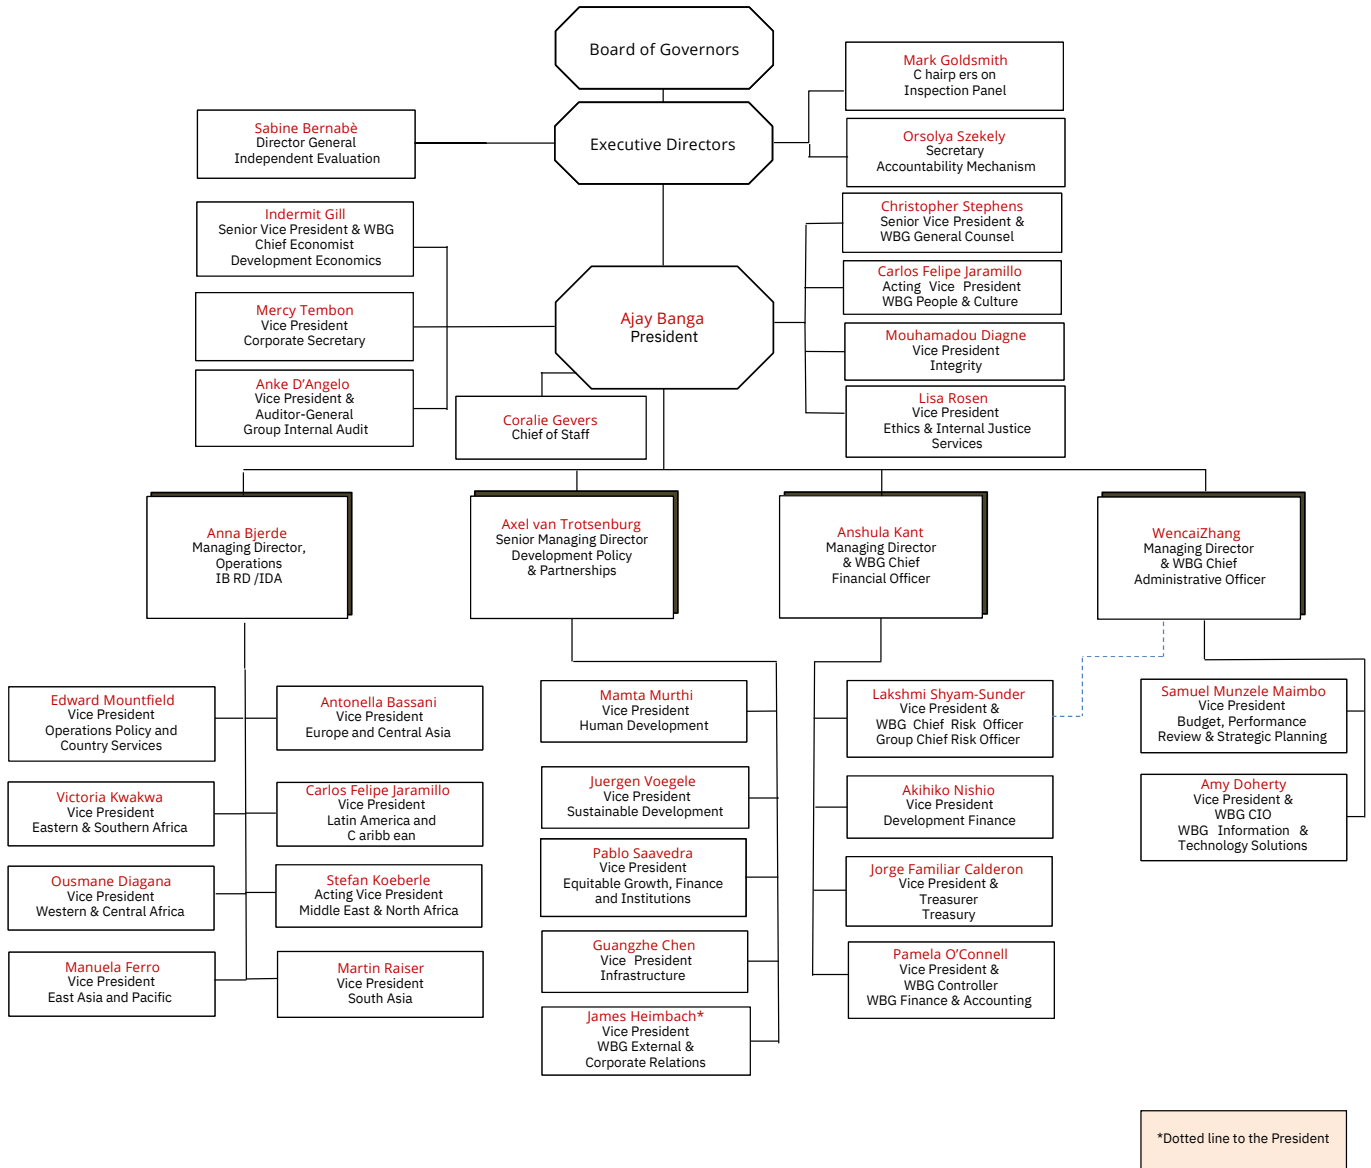 Board of Governors
Mark Goldsmith
C hairp ers on
Inspection Panel
Sabine Bernabè
Director General
Independent Evaluation
Executive Directors
Orsolya Szekely
Secretary
Accountability Mechanism
Indermit Gill
Senior Vice President & WBG
Chief Economist
Development Economics
Christopher Stephens
Senior Vice President &
WBG General Counsel
Mercy Tembon
Vice President
Corporate Secretary
Ajay Banga
President
Carlos Felipe Jaramillo
Acting Vice President
WBG People & Culture
Mouhamadou Diagne
Vice President
Integrity
Anke D’Angelo
Vice President &
Auditor-General
Group Internal Audit
Coralie Gevers
Chief of Staff
Lisa Rosen
Vice President
Ethics & Internal Justice
Services
Anna Bjerde
Managing Director,
Operations
IB RD /IDA
Axel van Trotsenburg
Senior Managing Director
Development Policy
& Partnerships
Anshula Kant
Managing Director
& WBG Chief
Financial Officer
WencaiZhang
Managing Director
& WBG Chief
Administrative Officer
Edward Mountfield
Vice President
Operations Policy and
Country Services
Antonella Bassani
Vice President
Europe and Central Asia
Victoria Kwakwa
Vice President
Eastern & Southern Africa
Carlos Felipe Jaramillo
Vice President
Latin America and
C aribb ean
Ousmane Diagana
Vice President
Western & Central Africa
Stefan Koeberle
Acting Vice President
Middle East & North Africa
Manuela Ferro
Vice President
East Asia and Pacific
Martin Raiser
Vice President
South Asia
Mamta Murthi
Vice President
Human Development
Juergen Voegele
Vice President
Sustainable Development
Pablo Saavedra
Vice President
Equitable Growth, Finance
and Institutions
Guangzhe Chen
Vice President
Infrastructure
James Heimbach*
Vice President
WBG External &
Corporate Relations
Lakshmi Shyam-Sunder
Vice President &
WBG Chief Risk Officer
Group Chief Risk Officer
Akihiko Nishio
Vice President
Development Finance
Jorge Familiar Calderon
Vice President &
Treasurer
Treasury
Pamela O’Connell
Vice President &
WBG Controller
WBG Finance & Accounting
Samuel Munzele Maimbo
Vice President
Budget, Performance
Review & Strategic Planning
Amy Doherty
Vice President &
WBG CIO
WBG Information &
Technology Solutions
*Dotted line to the President